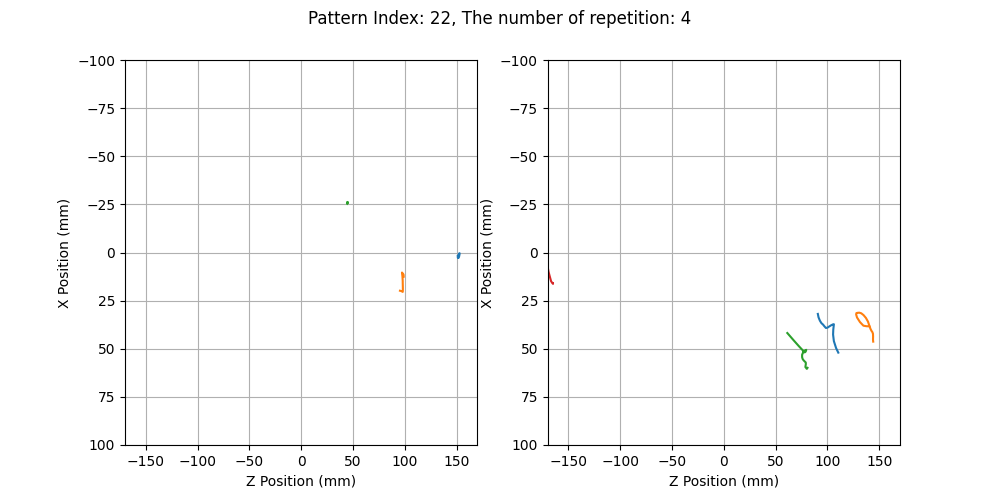 Pattern Index: 22, The number of repetition: 4
−100 −100
−75 −75
−50 −50
−25 −25
0 0
25 25
50 50
75 75
100 100
X Position (mm) X Position (mm)
−150 −100 −50 0 50 100 150 −150 −100 −50 0 50 100 150
Z Position (mm) Z Position (mm)